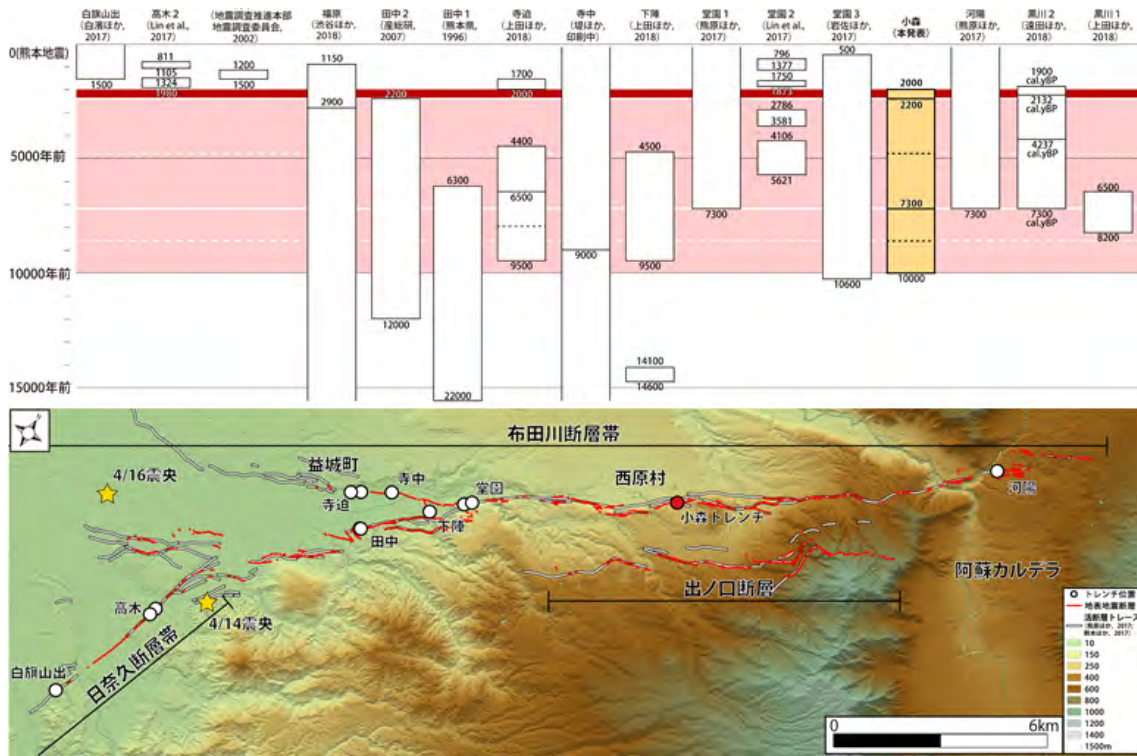 白旗山出
(白濱ほか,
2017)
高木2
(Lin et al.,
2017)
(地震調査推進本部
地震調査委員会,
2002)
福原
(渋谷ほか,
2018)
田中2
(産総研,
2007)
田中1
(熊本県,
1996)
寺迫
(上田ほか,
2018)
寺中
(堤ほか,
印刷中)
下陣
(上田ほか,
2018)
堂園1
(熊原ほか,
2017)
堂園2
(Lin et al.,
2017)
堂園3
(岩佐ほか,
2017)
小森
(本発表)
河陽
(熊原ほか,
2017)
黒川2
(遠田ほか,
2018)
黒川1
(上田ほか,
2018)
0(熊本地震)
5000年前
10000年前
15000年前
1500
811
1105
1324
1980
1200
1500
1150
2900
2200
12000
6300
22000
1700
2000
4400
6500
9500
9000
4500
9500
14100
14600
7300
796
1377
1750
1873
2786
3581
4106
5621
500
10600
2000
2200
7300
10000
7300
1900
cal.yBP
2132
cal.yBP
4237
cal.yBP
7300
cal.yBP
6500
8200
布田川断層帯
4/16震央
益城町
寺中
堂園
西原村
寺迫
下陣
小森トレンチ
河陽
田中
出ノ口断層
阿蘇カルデラ
高木
4/14震央
白旗山出
日奈久断層帯
トレンチ位置
地表地震断層
活断層トレース
(熊原ほか, 2017;
10
150
250
400
600
800
1000
1200
1400
1500m
0
6km